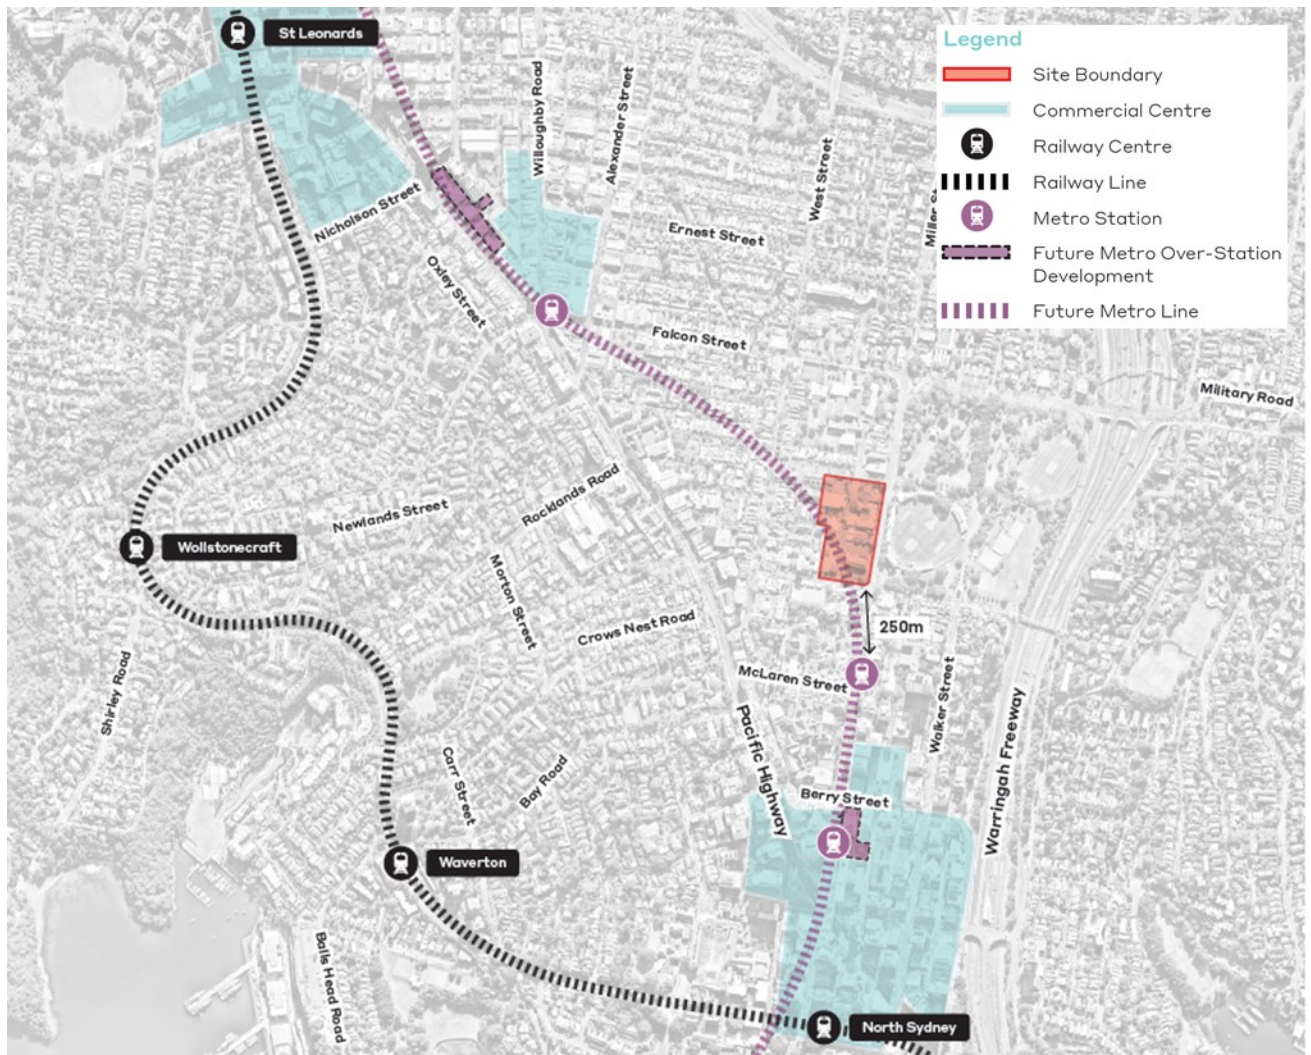 St Leonards
Legend
Site Boundary
Commercial Centre
Railway Centre
Railway Line
Metro Station
Future Metro Over-Station
Development
Future Metro Line
Willoughby Road
Alexander Street
West Street
Miller St
Nicholson Street
Ernest Street
Oxley Street
Falcon Street
Military Road
Rocklands Road
Newlands Street
Wollstonecraft
Morton Street
Crows Nest Road
250m
McLaren Street
Walker Street
Shirley Road
Pacific Highway
Warringah Freeway
Carr Street
Bay Road
Berry Street
Waverton
Balls Head Road
North Sydney